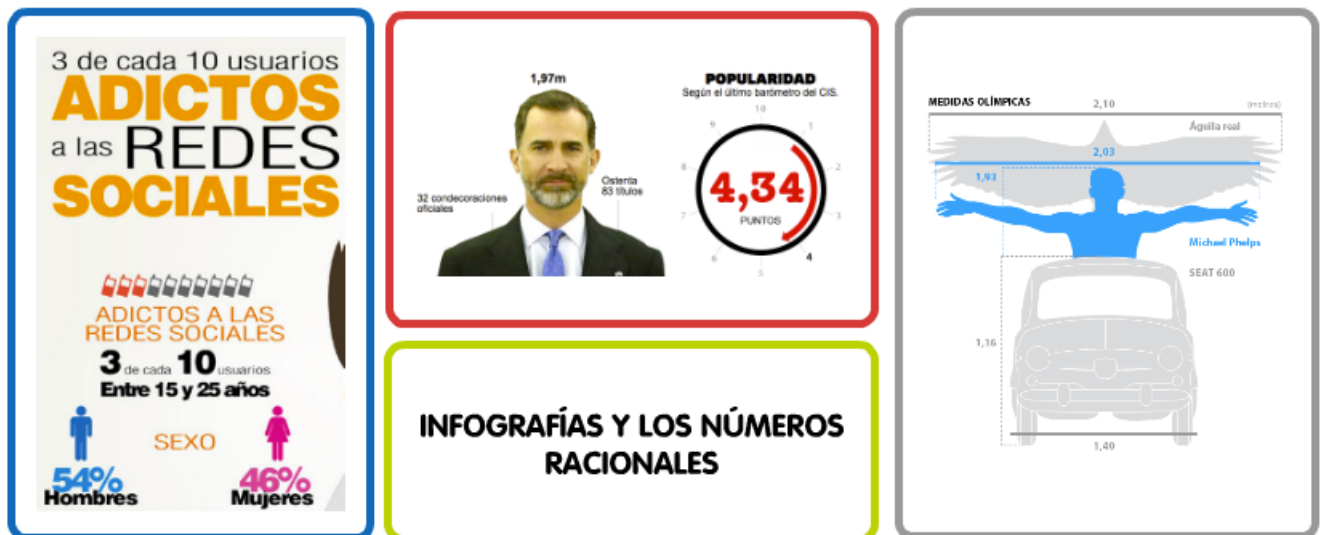 3 de cada 10 usuarios
ADICTOS
a las REDES
SOCIALES
ADICTOS A LAS
REDES SOCIALES
3 de cada 10 usuarios
Entre 15 y 25 años
SEXO
54%
Hombres
46%
Mujeres
1,97m
32 condecoraciones
oficiales
Ostenta
83 títulos
POPULARIDAD
Según el último barómetro del CIS.
10
9
1
8
2
7
3
6
4
5
4,34
PUNTOS
INFOGRAFÍAS Y LOS NÚMEROS
RACIONALES
MEDIDAS OLÍMPICAS
2,10
(metros)
Águila real
2,03
1,93
Michael Phelps
SEAT 600
1,16
1,40